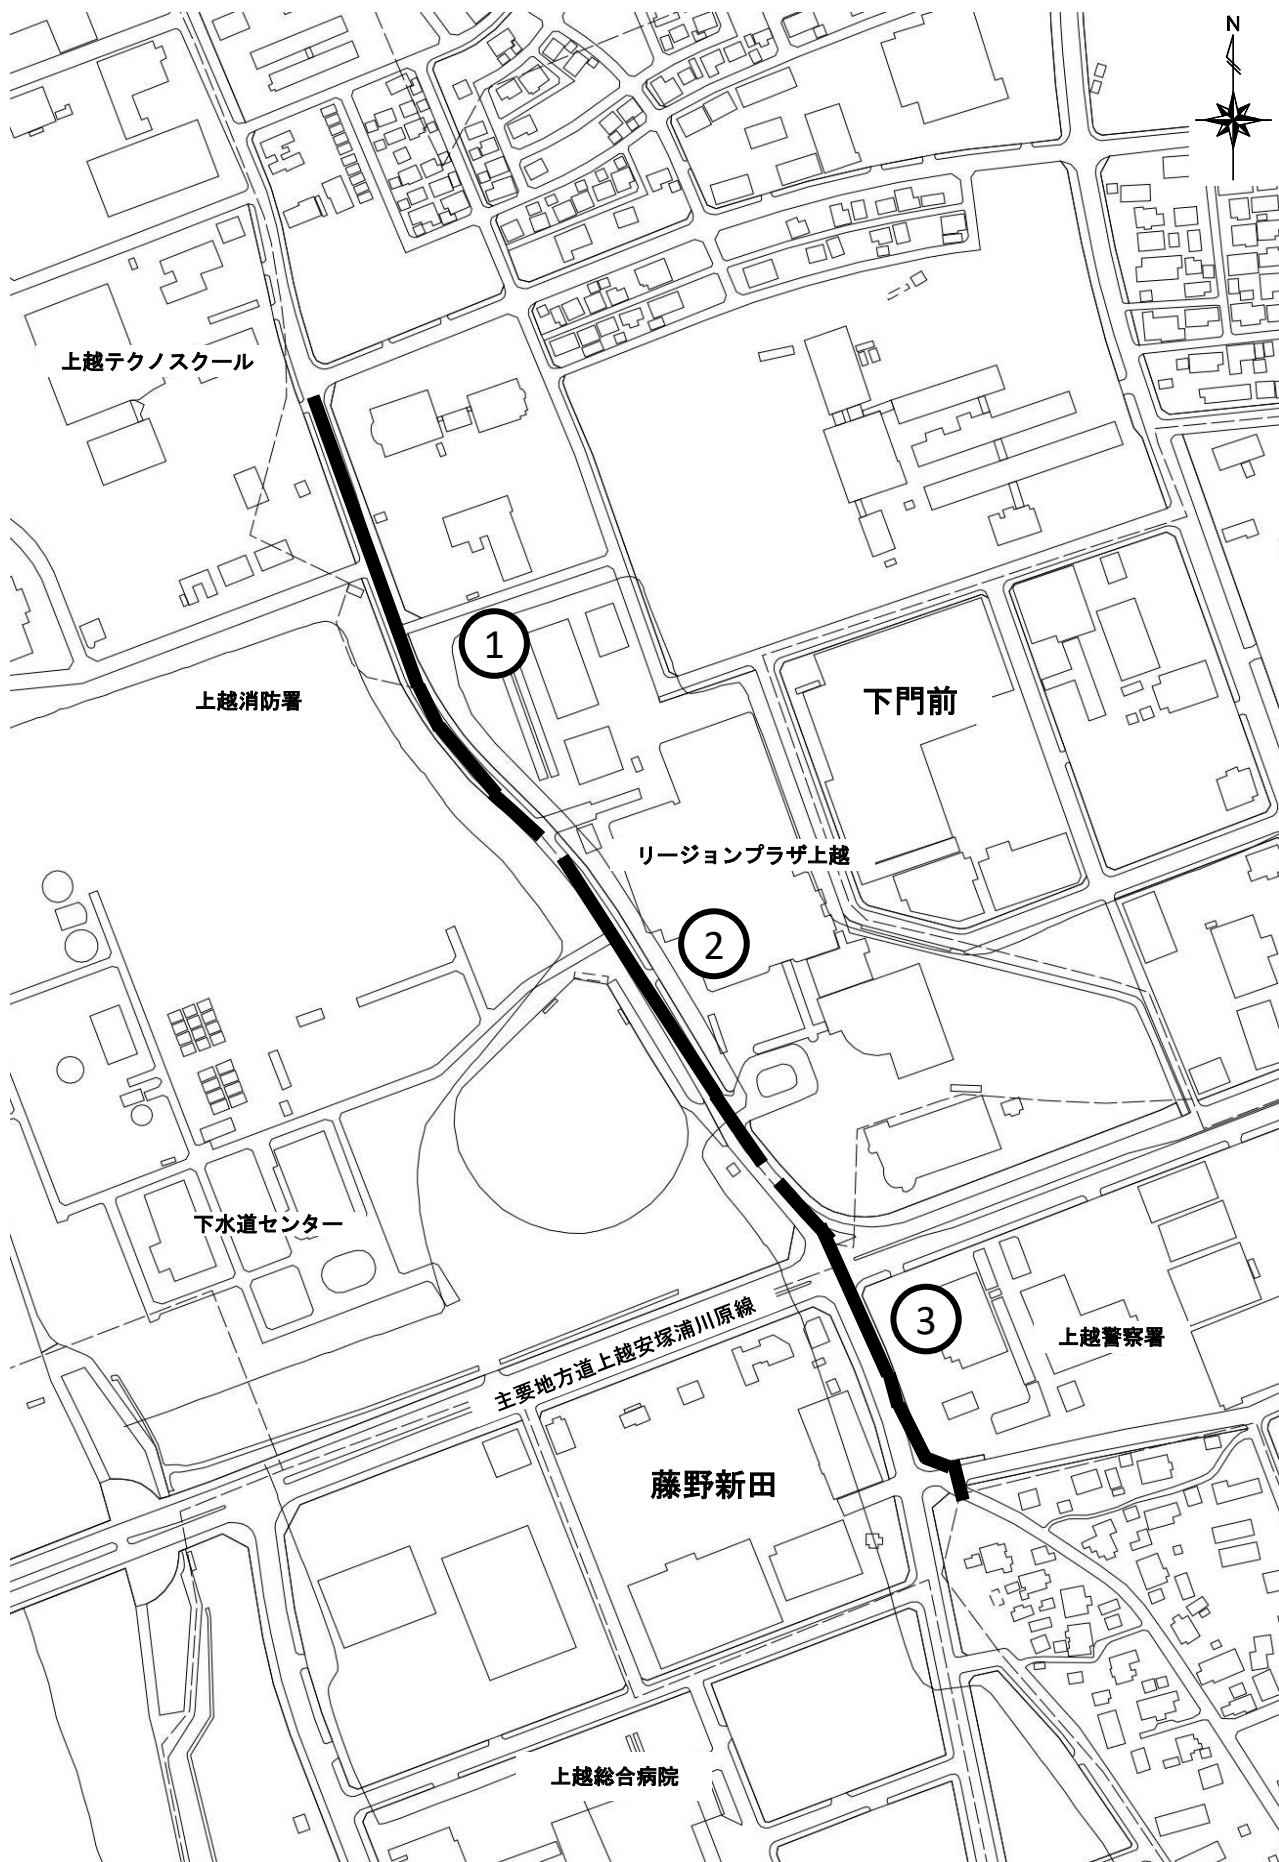 N
上越テクノスクール
①
上越消防署
下門前
リージョンプラザ上越
②
下水道センター
③
上越警察署
主要地方道上越安塚浦川原線
藤野新田
上越総合病院